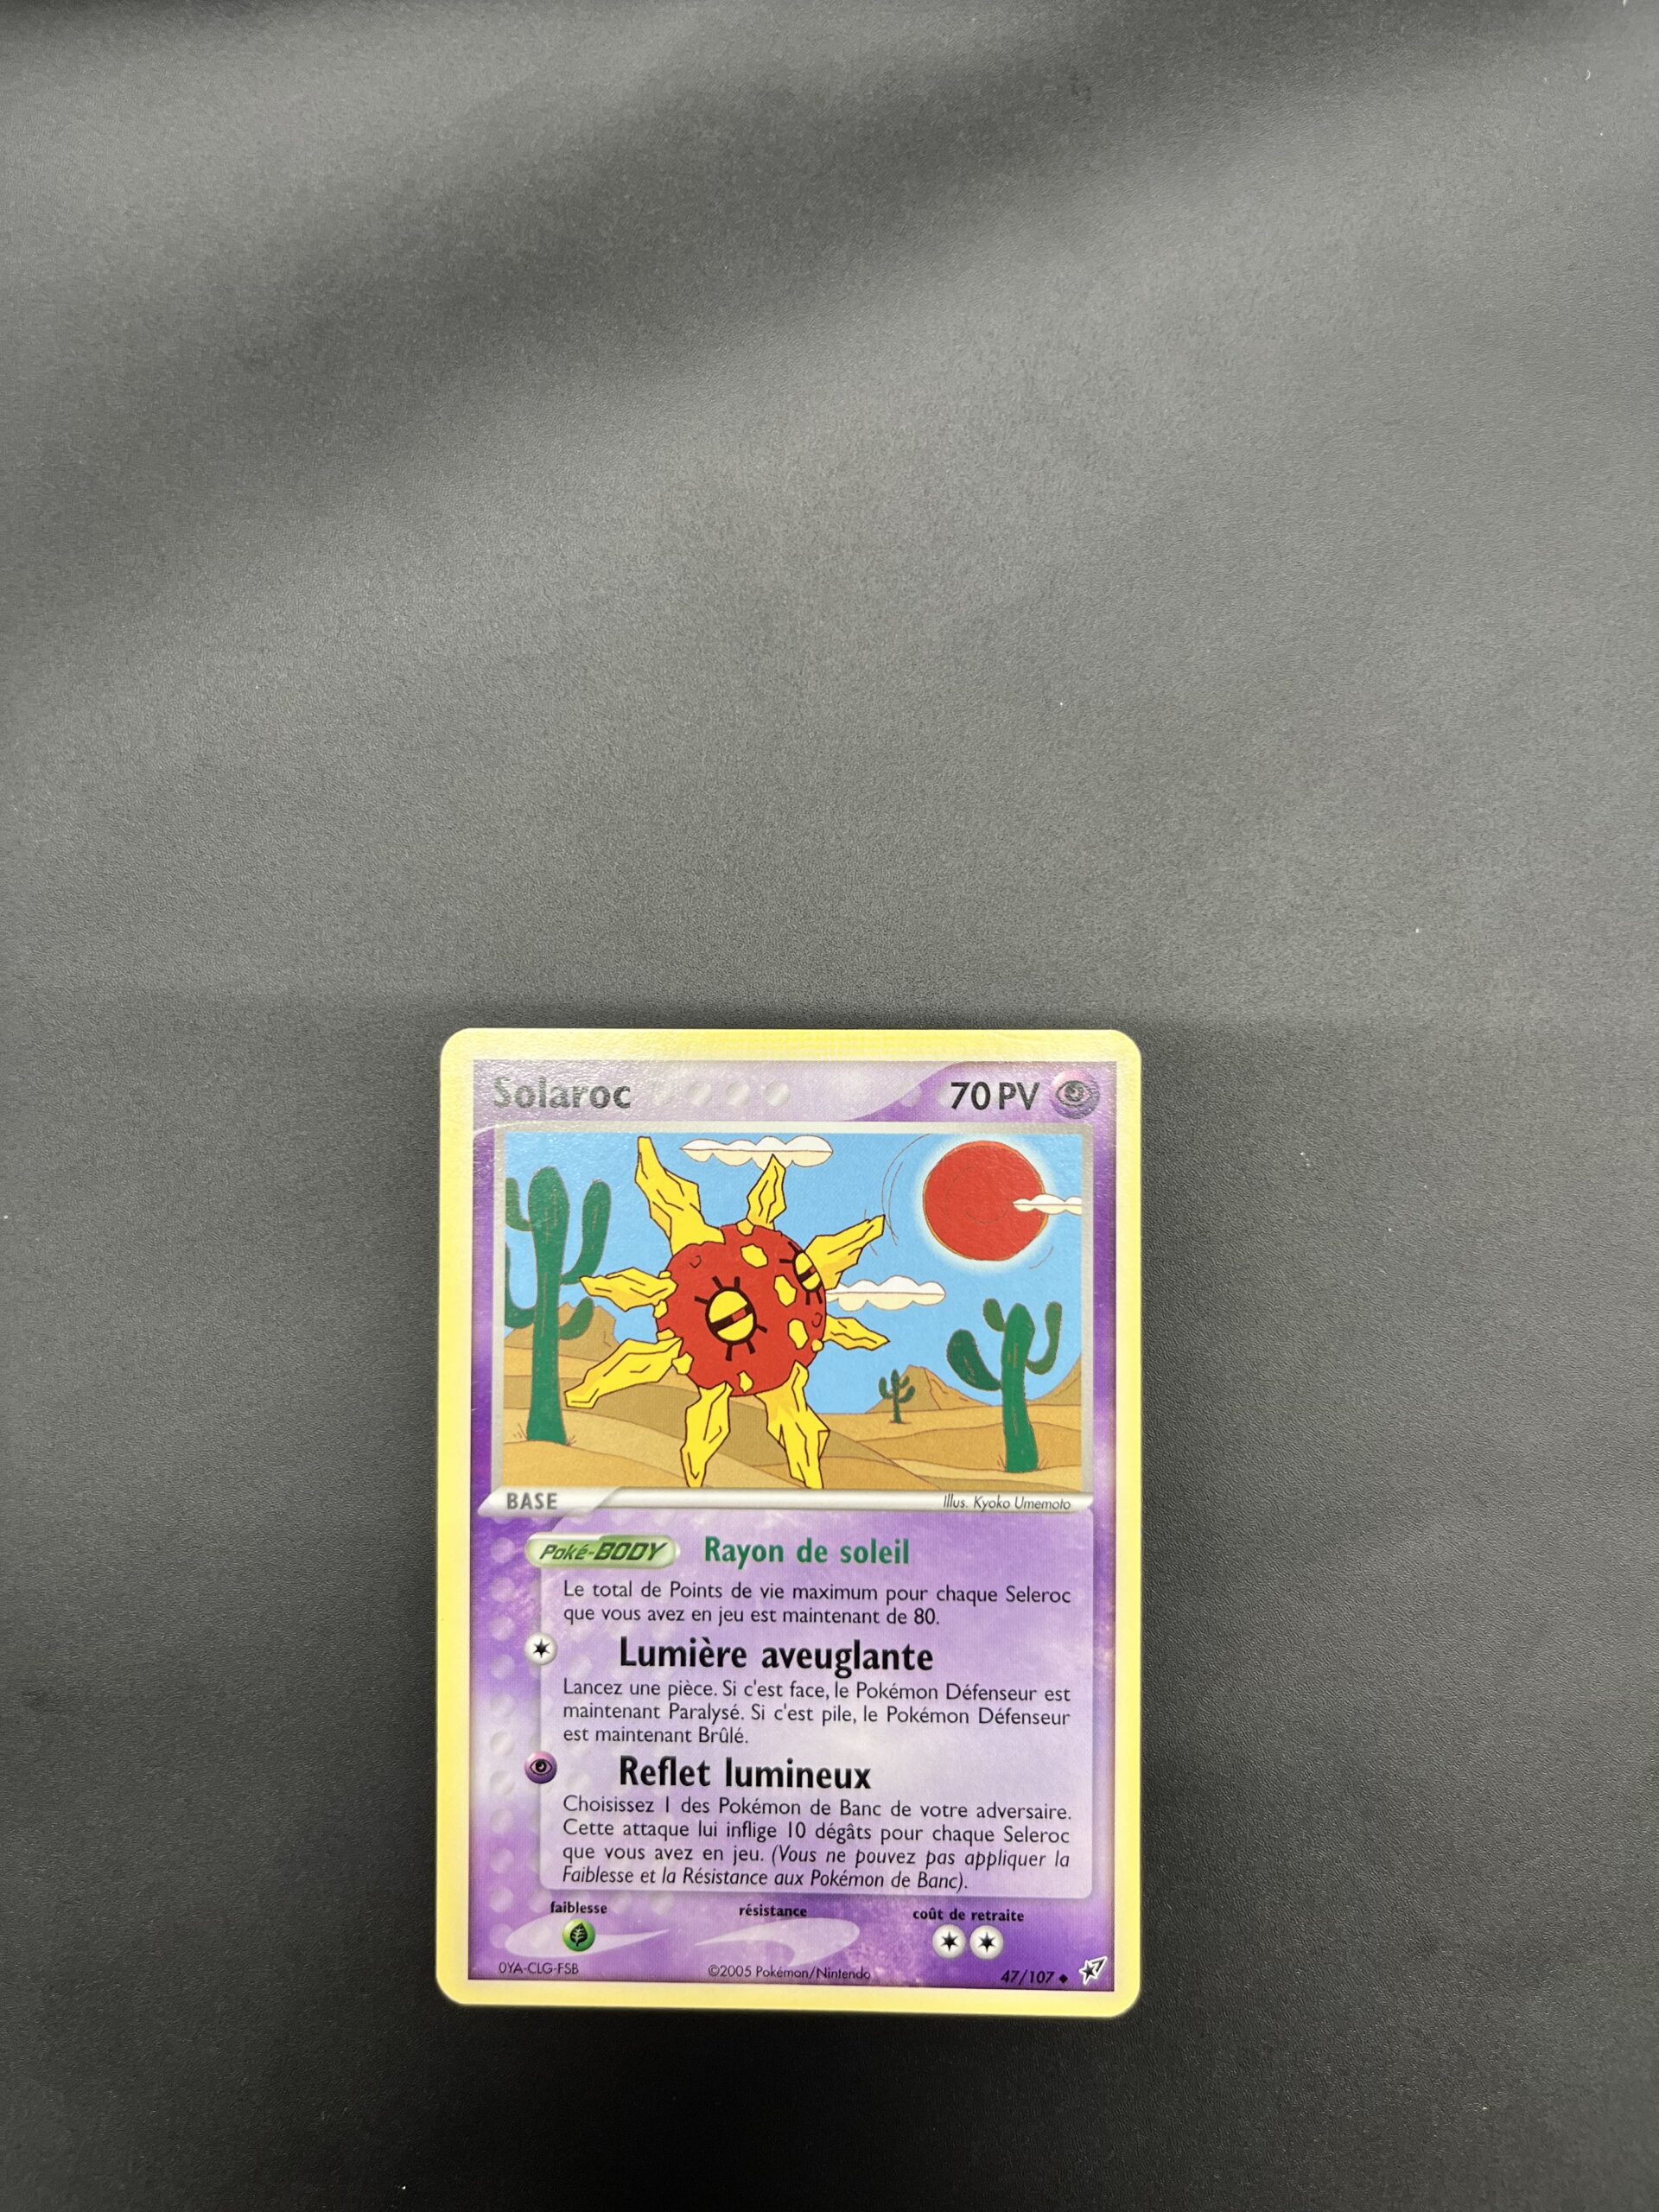 Solaroc 70 PV
BASE Illus. Kyoko Umemoto
Poké-BODY Rayon de soleil
Le total de Points de vie maximum pour chaque Seleroc
que vous avez en jeu est maintenant de 80.
Lumière aveuglante
Lancez une pièce. Si c'est face, le Pokémon Défenseur est
maintenant Paralysé. Si c'est pile, le Pokémon Défenseur
est maintenant Brûlé.
Reflet lumineux
Choisissez 1 des Pokémon de Banc de votre adversaire.
Cette attaque lui inflige 10 dégâts pour chaque Seleroc
que vous avez en jeu. (Vous ne pouvez pas appliquer la
Faiblesse et la Résistance aux Pokémon de Banc).
faiblesse résistance coût de retraite
0YA-CLG-FSB ©2005 Pokémon/Nintendo 47/107